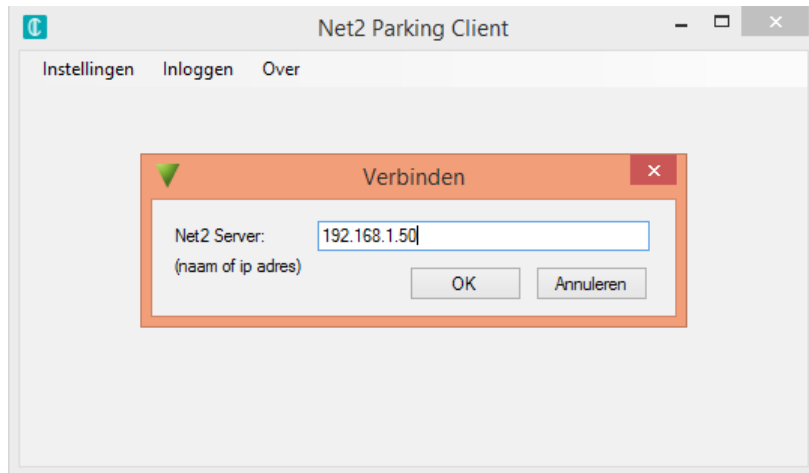 Net2 Parking Client
Instellingen Inloggen Over
Verbinden
Net2 Server: 192.168.1.50
(naam of ip adres)
OK Annuleren